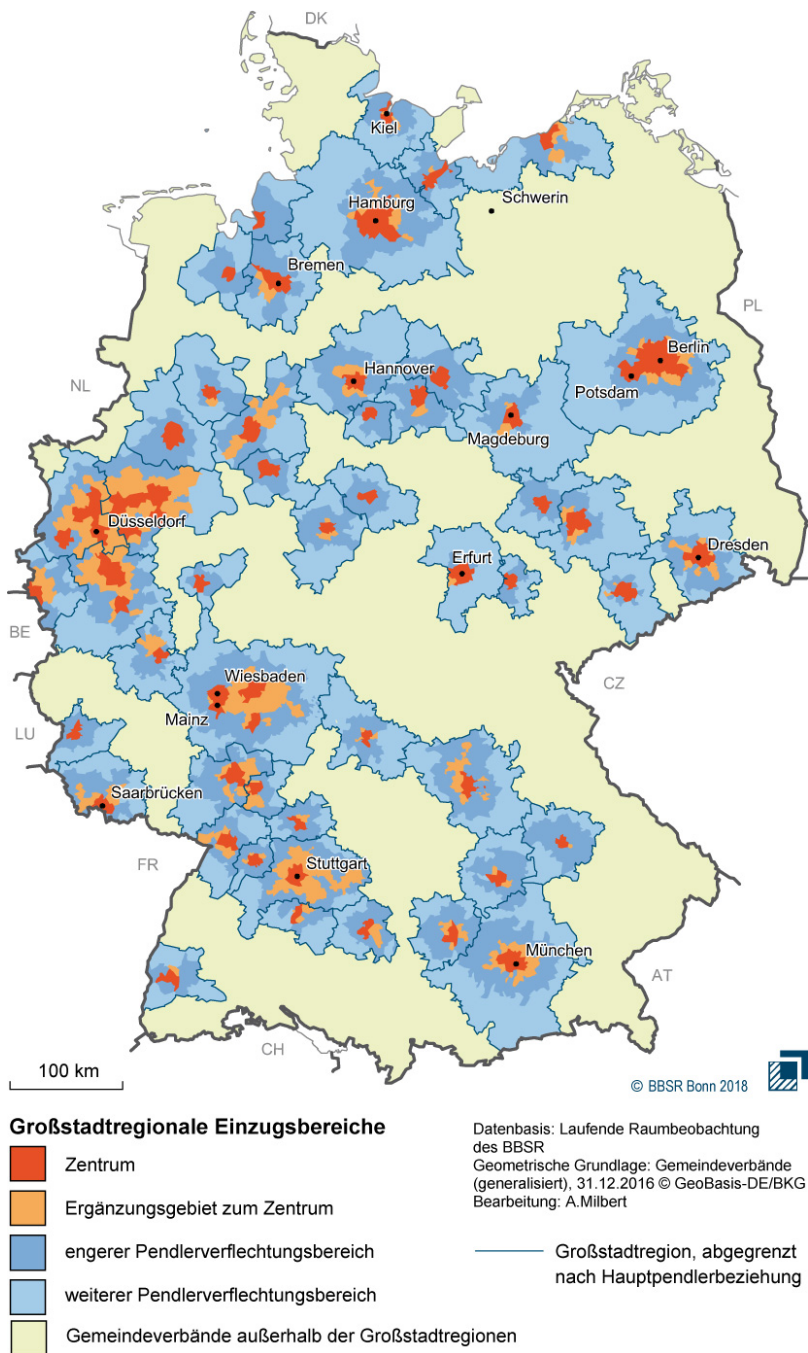 DK
Kiel
Schwerin
Hamburg
Bremen
PL
Berlin
Hannover
NL
Potsdam
Magdeburg
Düsseldorf
Dresden
Erfurt
BE
Wiesbaden
CZ
Mainz
LU
Saarbrücken
FR
Stuttgart
München
AT
CH
100 km
© BBSR Bonn 2018
Großstadtregionale Einzugsbereiche
Zentrum
Ergänzungsgebiet zum Zentrum
engerer Pendlerverflechtungsbereich
weiterer Pendlerverflechtungsbereich
Gemeindeverbände außerhalb der Großstadtregionen
Datenbasis: Laufende Raumbeobachtung
des BBSR
Geometrische Grundlage: Gemeindeverbände
(generalisiert), 31.12.2016 © GeoBasis-DE/BKG
Bearbeitung: A.Milbert
Großstadtregion, abgegrenzt
nach Hauptpendlerbeziehung